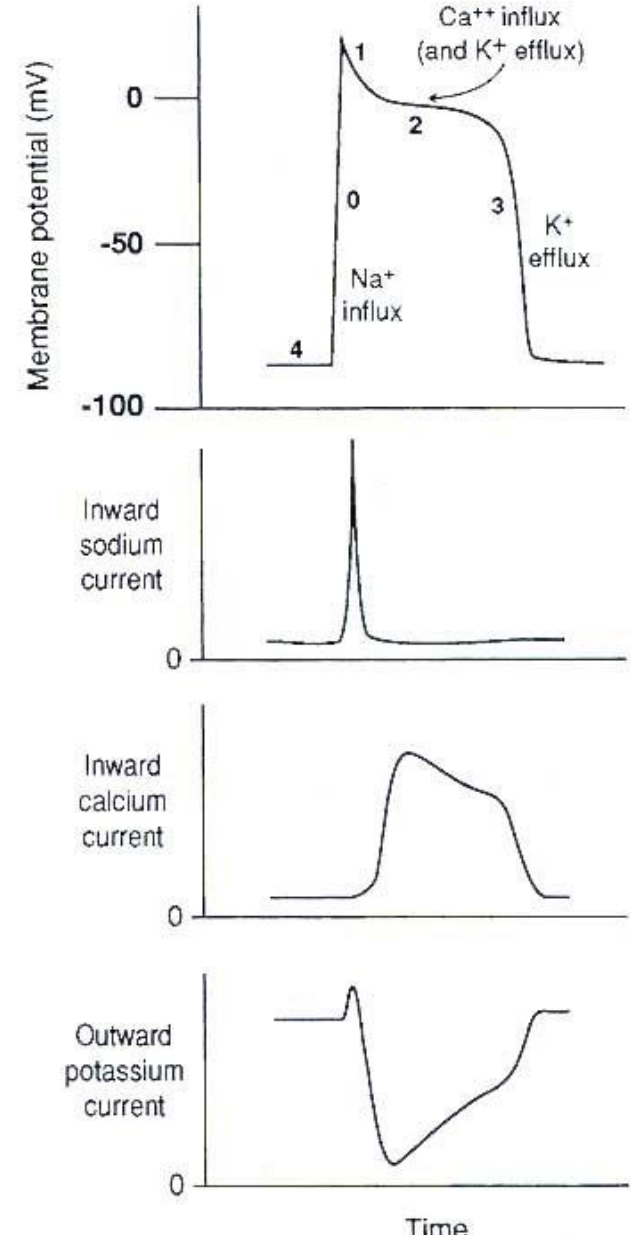 Ca++ influx
(and K+ efflux)
Membrane potential (mV)
0
-50
-100
1
2
0
3
4
Na+
influx
K+
efflux
Inward
sodium
current
0
Inward
calcium
current
0
Outward
potassium
current
0
Time